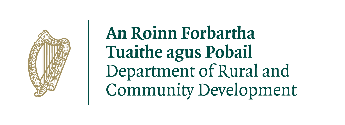 An Roinn Forbartha
Tuaithe agus Pobail
Department of Rural and
Community Development